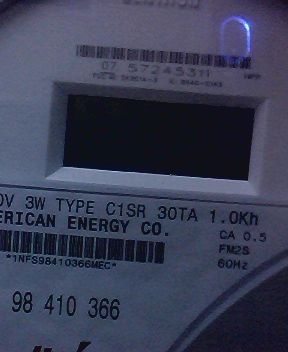 07 57245311
0V 3W TYPE C1SR 30TA 1.0Kh
ERICAN ENERGY CO.
CA 0.5
FM2S
*1NFS98410366MEC*
60Hz
98 410 366